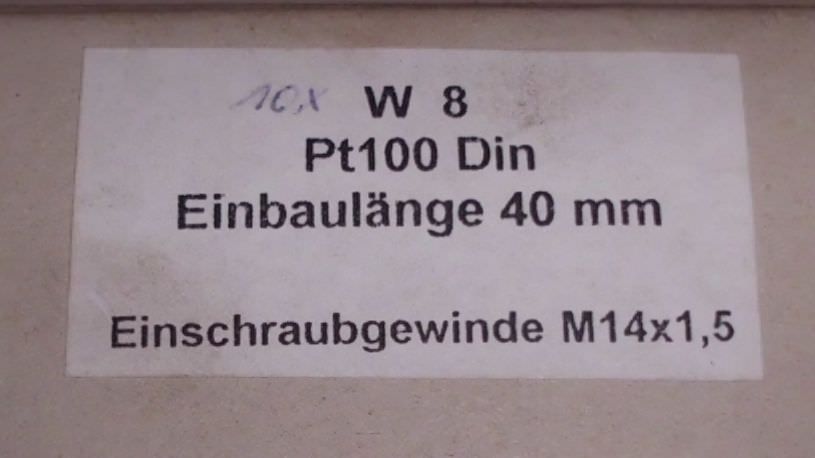 10x W 8
Pt100 Din
Einbaulänge 40 mm
Einschraubgewinde M14x1,5